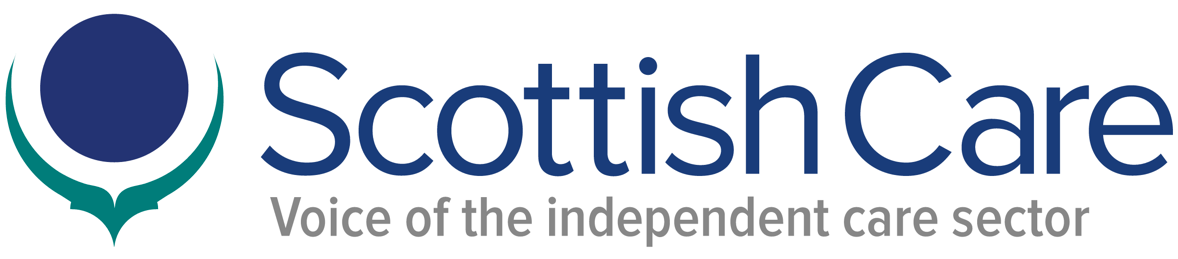 Scottish Care
Voice of the independent care sector